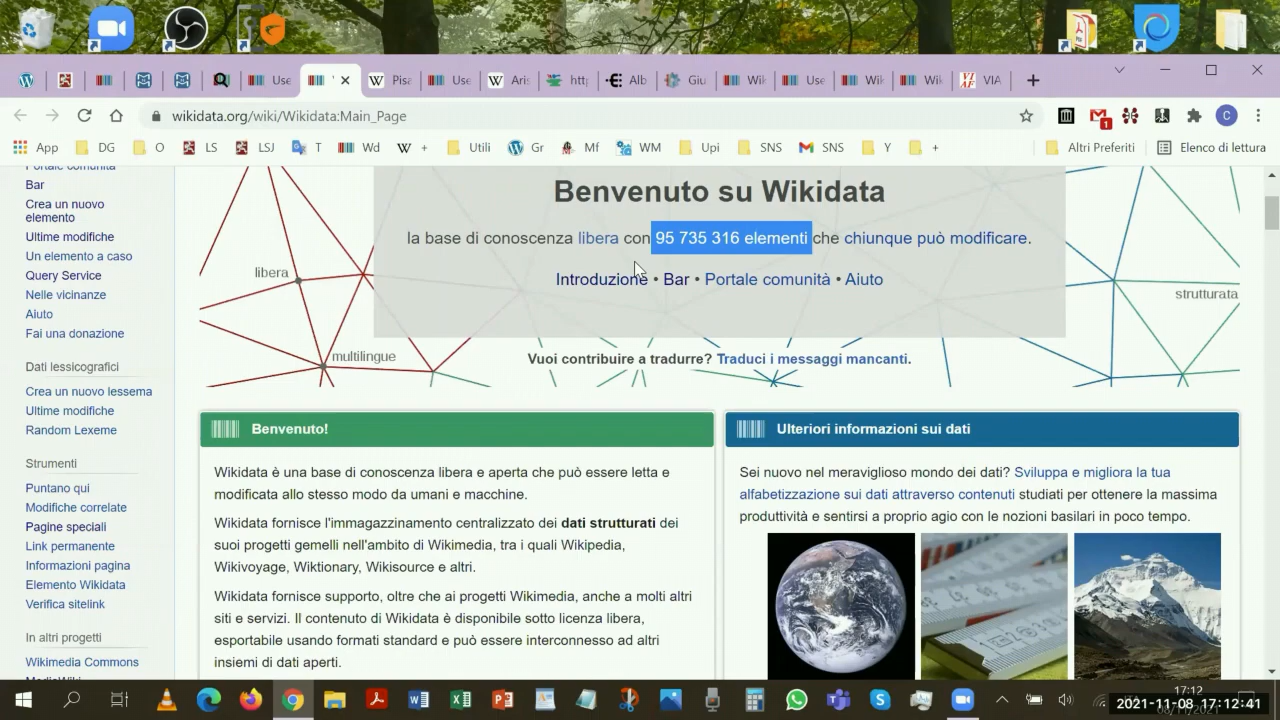 Use
Pisa
Use
Aris
http
Alb
Giu
Wik
Use
Wik
Wik
VIA
wikidata.org/wiki/Wikidata:Main_Page
1
C
App
DG
O
LS
LSJ
T
Wd
+
Utili
Gr
Mf
WM
Upi
SNS
SNS
Y
+
Altri Preferiti
Elenco di lettura
Portale comunità
Bar
Crea un nuovo
elemento
Ultime modifiche
Un elemento a caso
Query Service
Nelle vicinanze
Aiuto
Fai una donazione
Dati lessicografici
Crea un nuovo lessema
Ultime modifiche
Random Lexeme
Strumenti
Puntano qui
Modifiche correlate
Pagine speciali
Link permanente
Informazioni pagina
Elemento Wikidata
Verifica sitelink
In altri progetti
Wikimedia Commons
MediaWiki
Benvenuto su Wikidata
la base di conoscenza libera con 95 735 316 elementi che chiunque può modificare.
Introduzione • Bar • Portale comunità • Aiuto
libera
multilingue
strutturata
Vuoi contribuire a tradurre? Traduci i messaggi mancanti.
Benvenuto!
Wikidata è una base di conoscenza libera e aperta che può essere letta e
modificata allo stesso modo da umani e macchine.
Wikidata fornisce l'immagazzinamento centralizzato dei dati strutturati dei
suoi progetti gemelli nell'ambito di Wikimedia, tra i quali Wikipedia,
Wikivoyage, Wiktionary, Wikisource e altri.
Wikidata fornisce supporto, oltre che ai progetti Wikimedia, anche a molti altri
siti e servizi. Il contenuto di Wikidata è disponibile sotto licenza libera,
esportabile usando formati standard e può essere interconnesso ad altri
insiemi di dati aperti.
Ulteriori informazioni sui dati
Sei nuovo nel meraviglioso mondo dei dati? Sviluppa e migliora la tua
alfabetizzazione sui dati attraverso contenuti studiati per ottenere la massima
produttività e sentirsi a proprio agio con le nozioni basilari in poco tempo.
17:12
2021-11-08 17:12:41